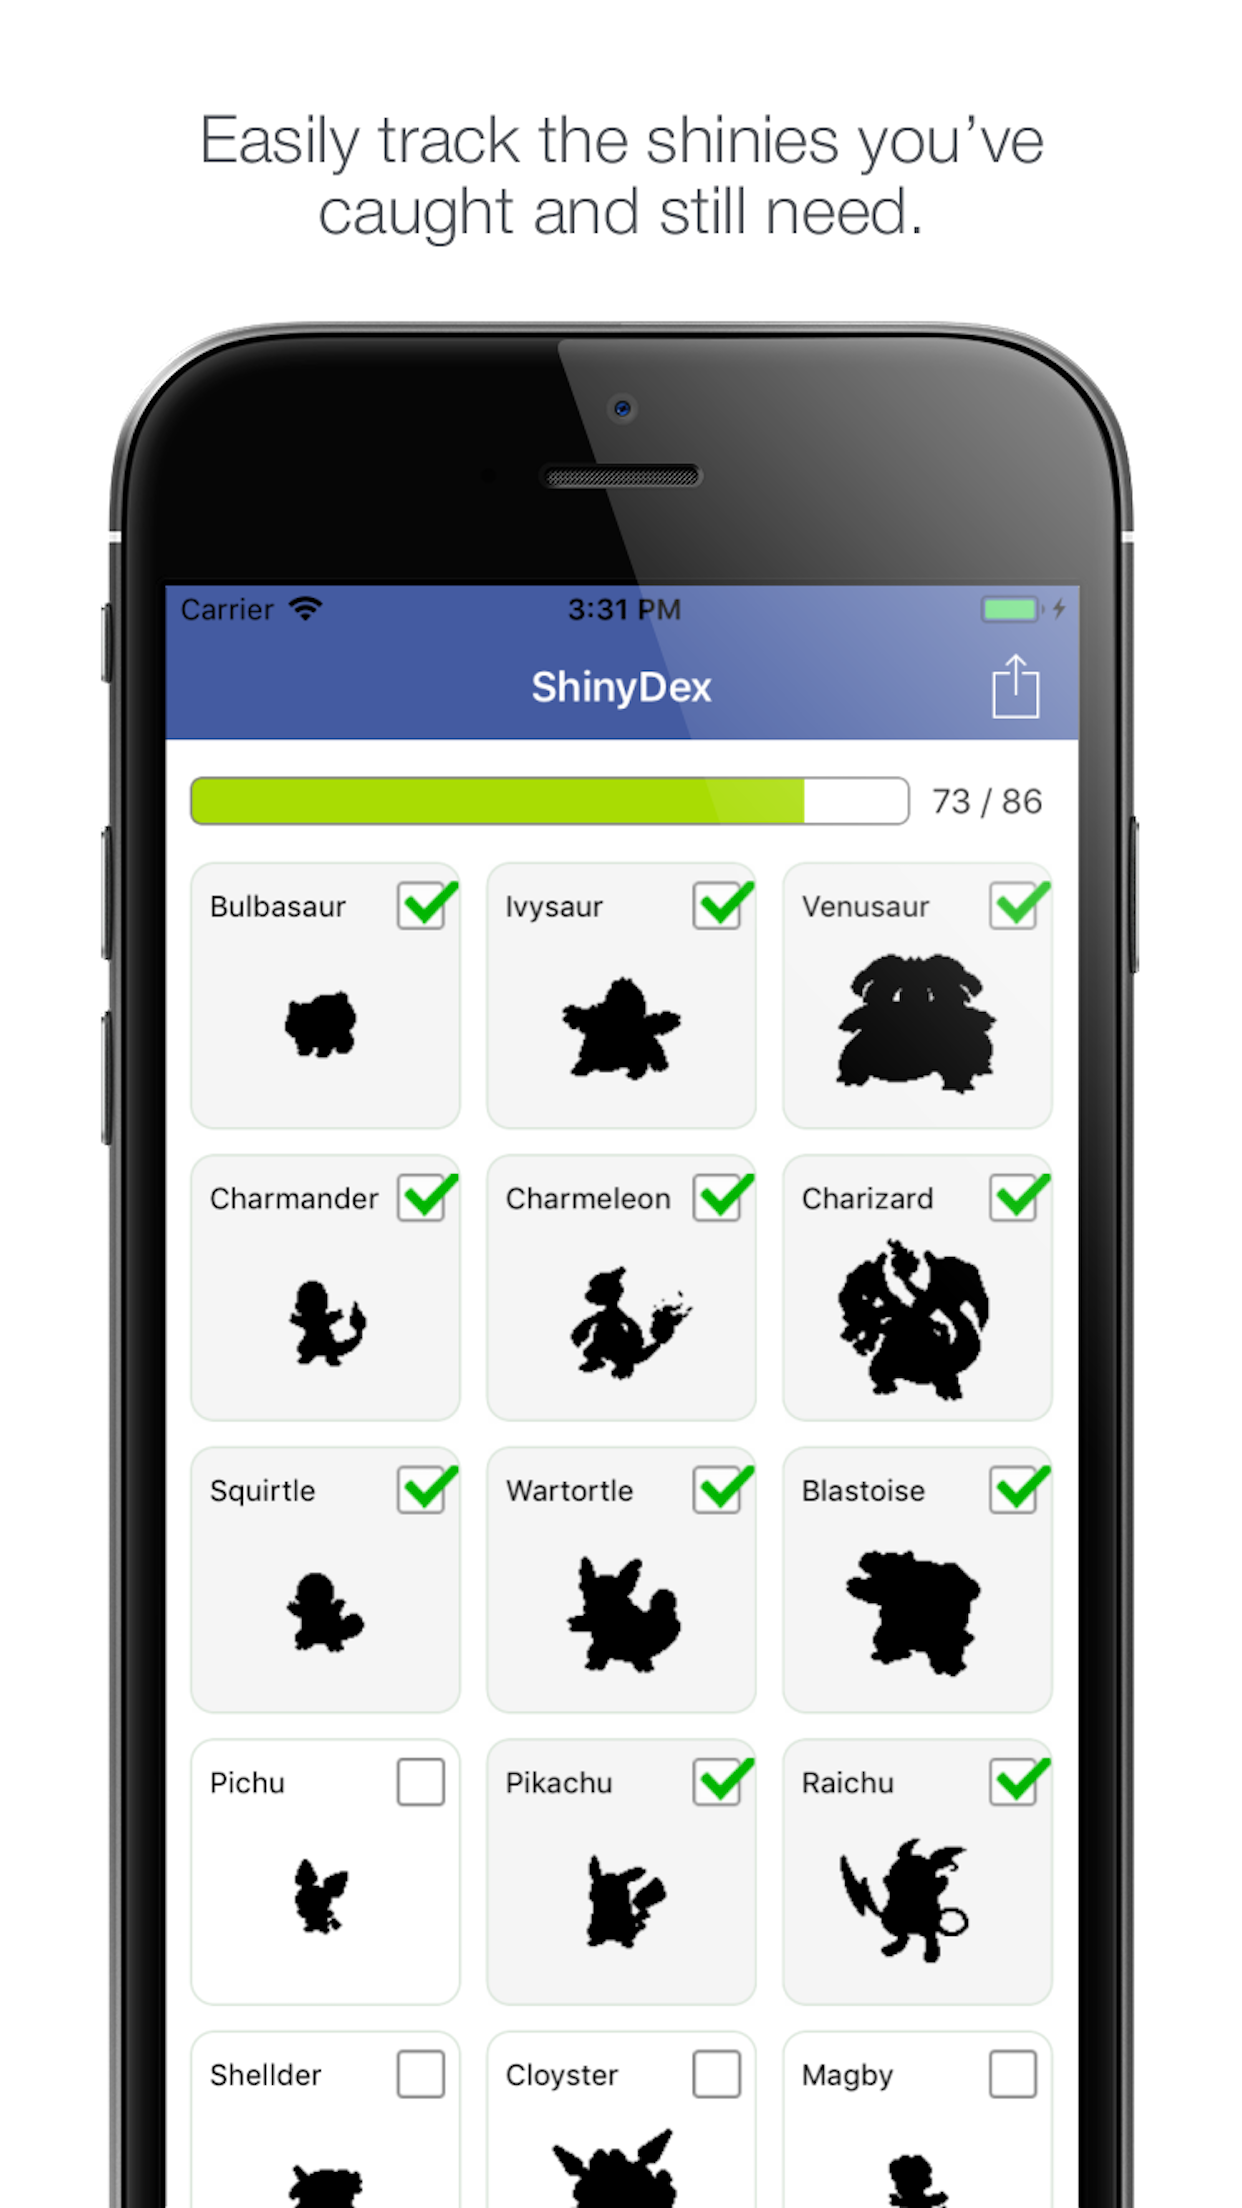 Easily track the shinies you’ve
caught and still need.
Carrier 3:31 PM
ShinyDex
73 / 86
Bulbasaur Ivysaur Venusaur
Charmander Charmeleon Charizard
Squirtle Wartortle Blastoise
Pichu Pikachu Raichu
Shellder Cloyster Magby